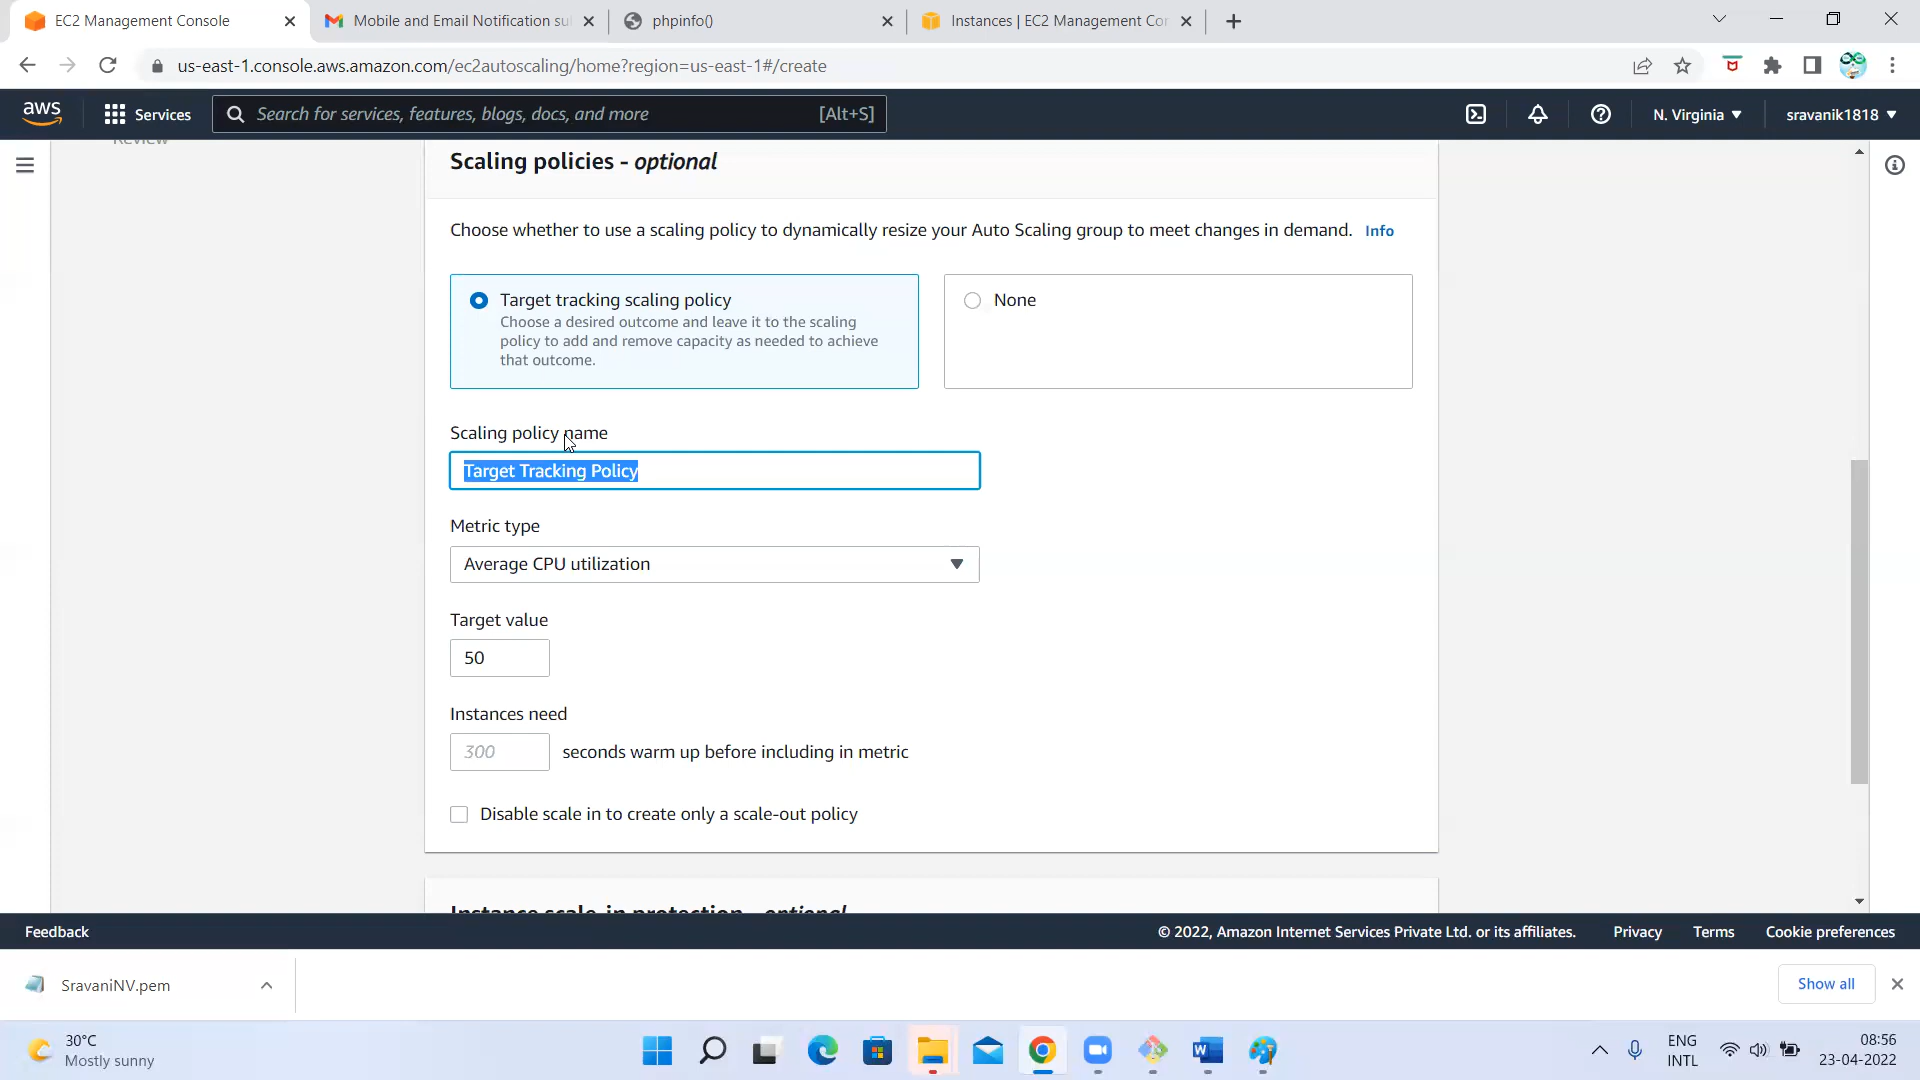 EC2 Management Console
Mobile and Email Notification su
phpinfo()
Instances | EC2 Management Con
us-east-1.console.aws.amazon.com/ec2autoscaling/home?region=us-east-1#/create
aws
Services
Search for services, features, blogs, docs, and more
[Alt+S]
N. Virginia
sravanik1818
Review
Scaling policies - optional
Choose whether to use a scaling policy to dynamically resize your Auto Scaling group to meet changes in demand. Info
Target tracking scaling policy
Choose a desired outcome and leave it to the scaling
policy to add and remove capacity as needed to achieve
that outcome.
None
Scaling policy name
Target Tracking Policy
Metric type
Average CPU utilization
Target value
50
Instances need
300 seconds warm up before including in metric
Disable scale in to create only a scale-out policy
Instance scale-in protection - optional
Feedback
© 2022, Amazon Internet Services Private Ltd. or its affiliates.
Privacy
Terms
Cookie preferences
SravaniNV.pem
Show all
30°C
Mostly sunny
ENG
INTL
08:56
23-04-2022